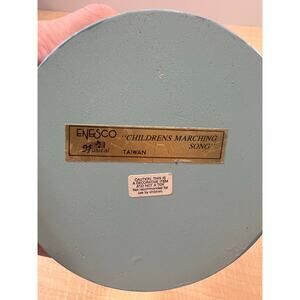 ENESCO "CHILDRENS MARCHING
Musical TAIWAN SONG"
CAUTION: THIS IS
A DECORATIVE ITEM
AND NOT A TOY.
Not recommended for
use by children.